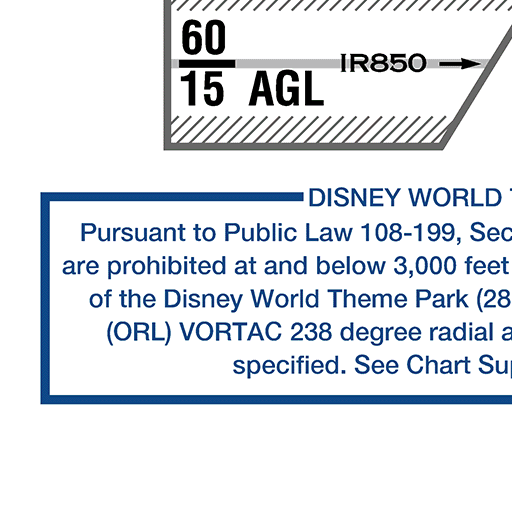 60
15 AGL
IR850
DISNEY WORLD
Pursuant to Public Law 108-199, Sec
are prohibited at and below 3,000 feet
of the Disney World Theme Park (28
(ORL) VORTAC 238 degree radial a
specified. See Chart Sup